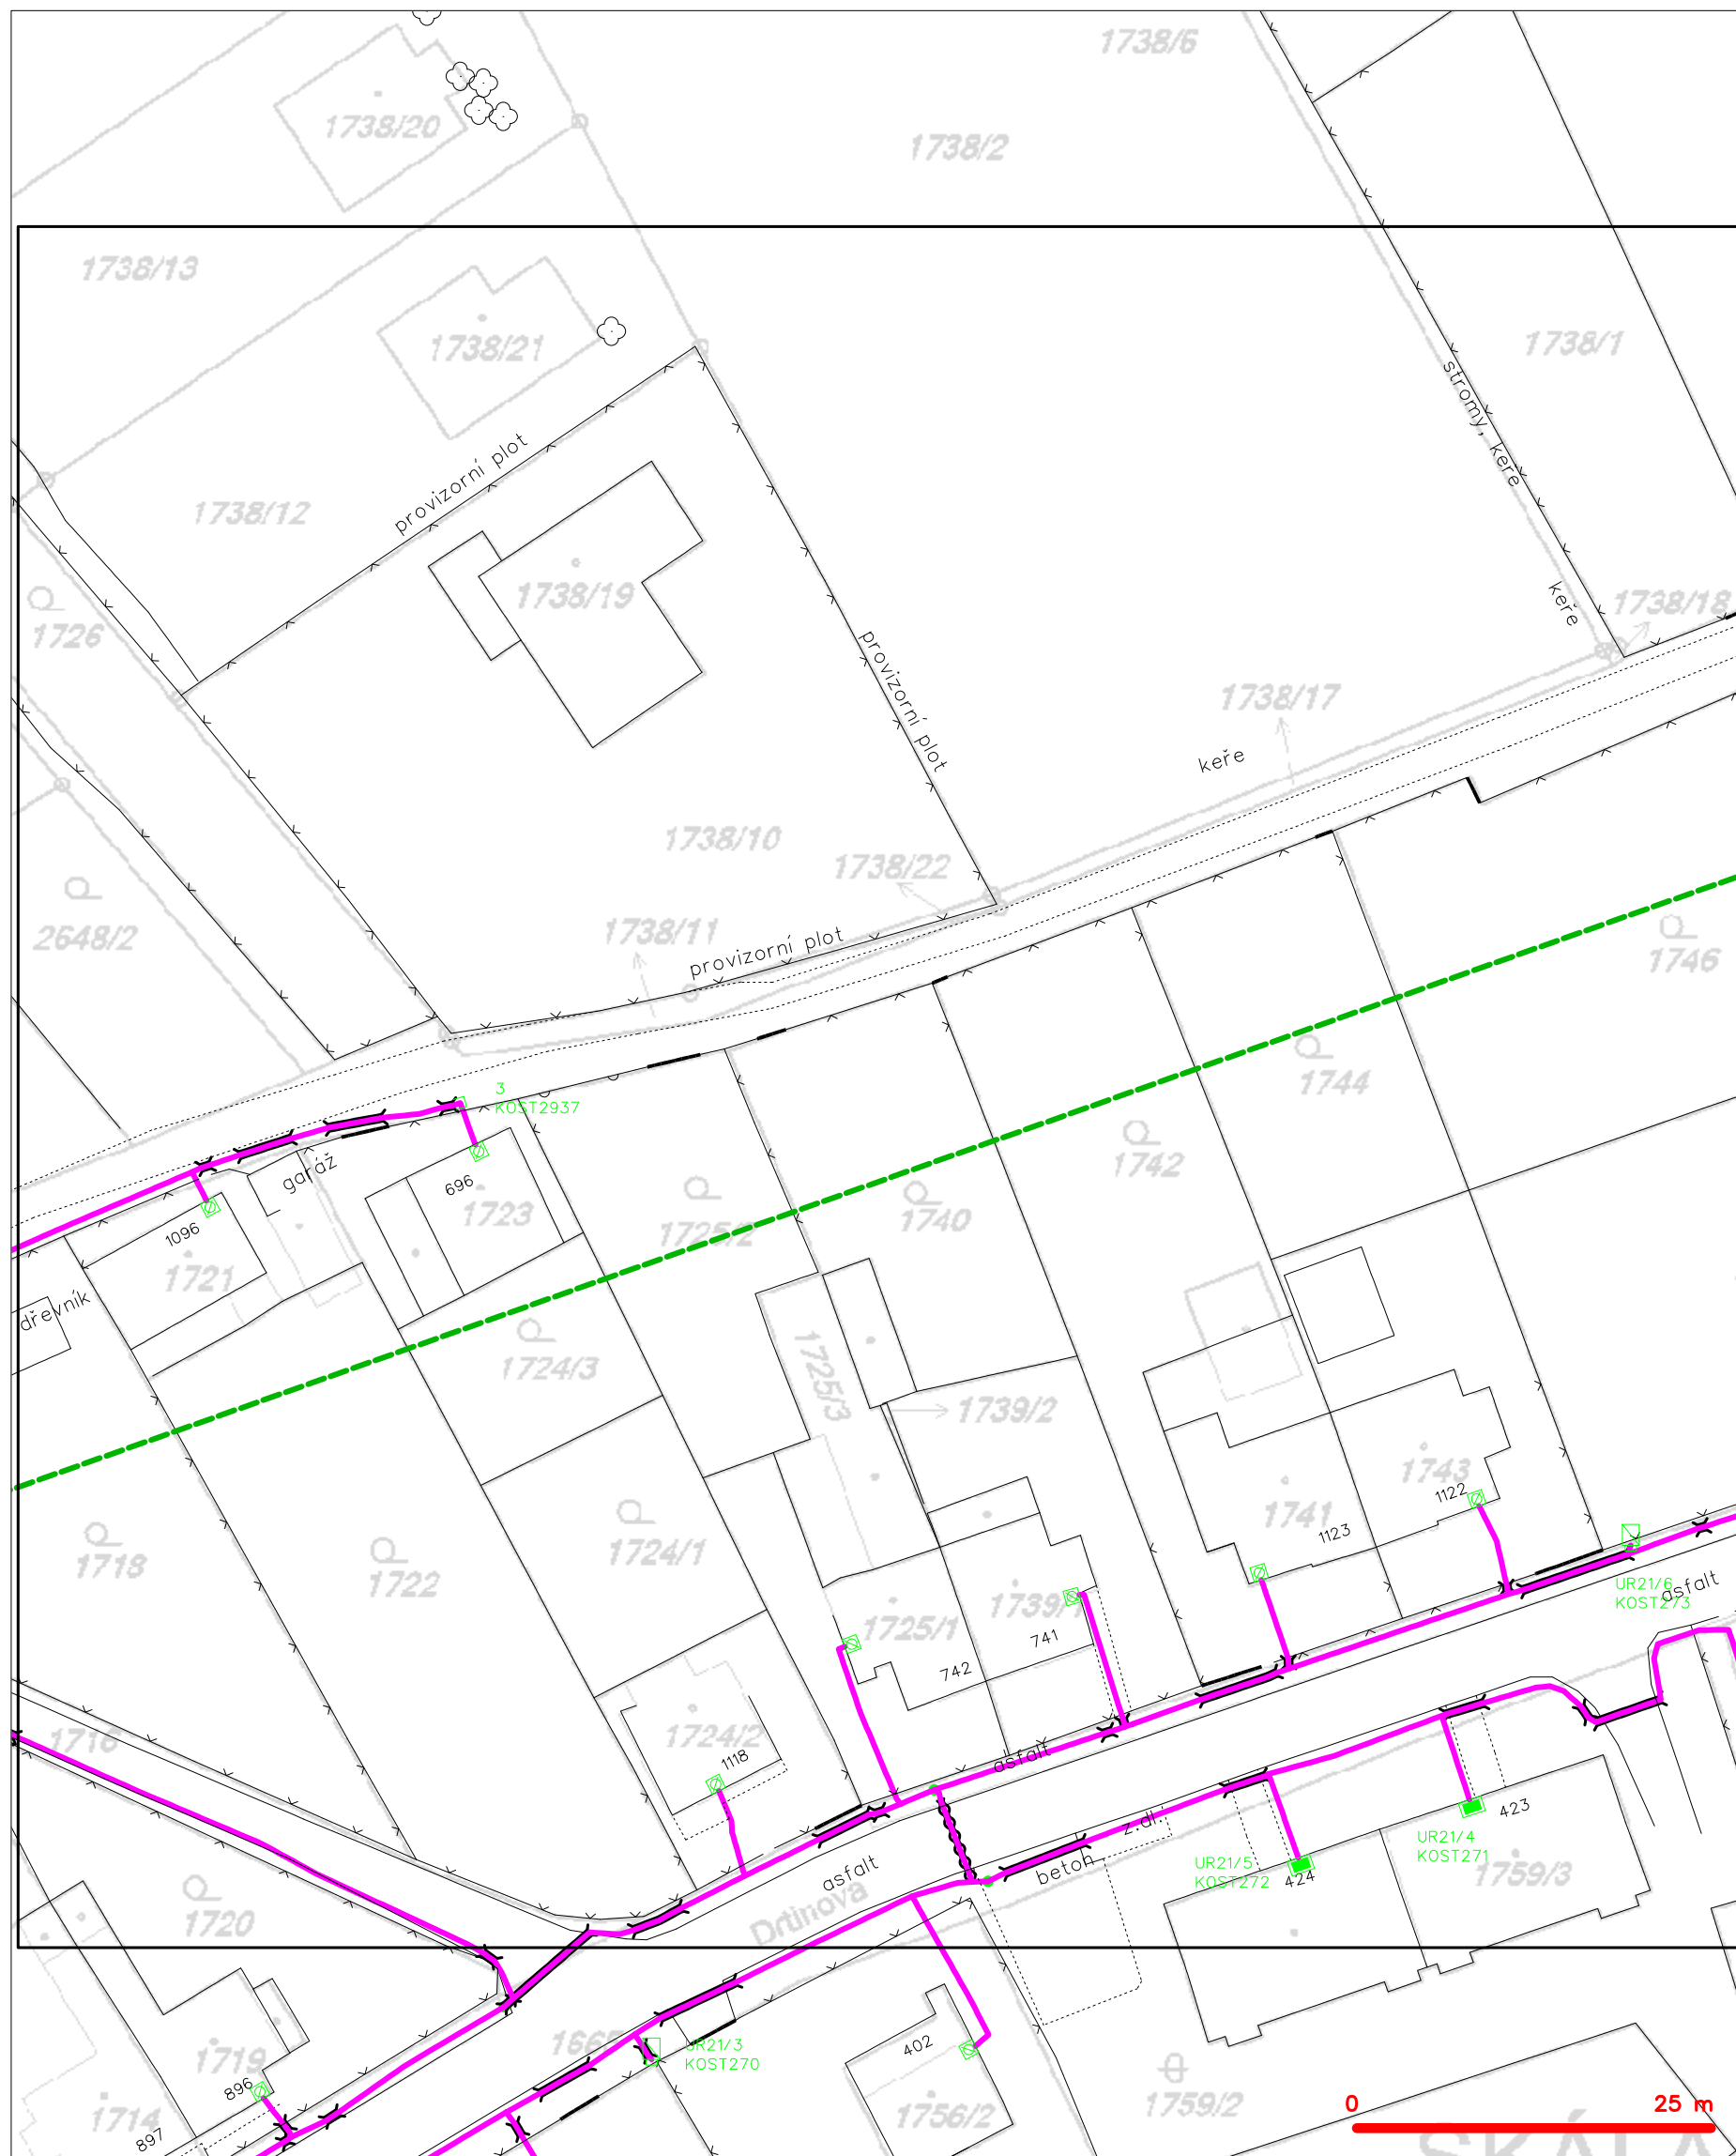 1738/6
1738/20
1738/2
1738/13
1738/21
1738/1
stromy, keře
provizorní plot
1738/12
1738/19
keře
1738/18
1726
provizorní plot
1738/17
keře
1738/10
1738/22
2648/2
1738/11
provizorní plot
1746
1744
3
KOST2937
garáž
696
1742
1723
1725/2
1740
1096
1721
dřevník
1724/3
1725/3
1739/2
1743
1122
1741
1123
1718
1722
1724/1
UR21/6
KOST273
asfalt
1725/1
1739/1
741
742
1716
1724/2
1118
asfalt
z.dl.
423
UR21/4
KOST271
asfalt
beton
UR21/5
KOST272
424
1759/3
Drtinova
1720
UR21/3
KOST270
402
1719
896
897
1714
1756/2
1759/2
0 25 m
SKÁLA